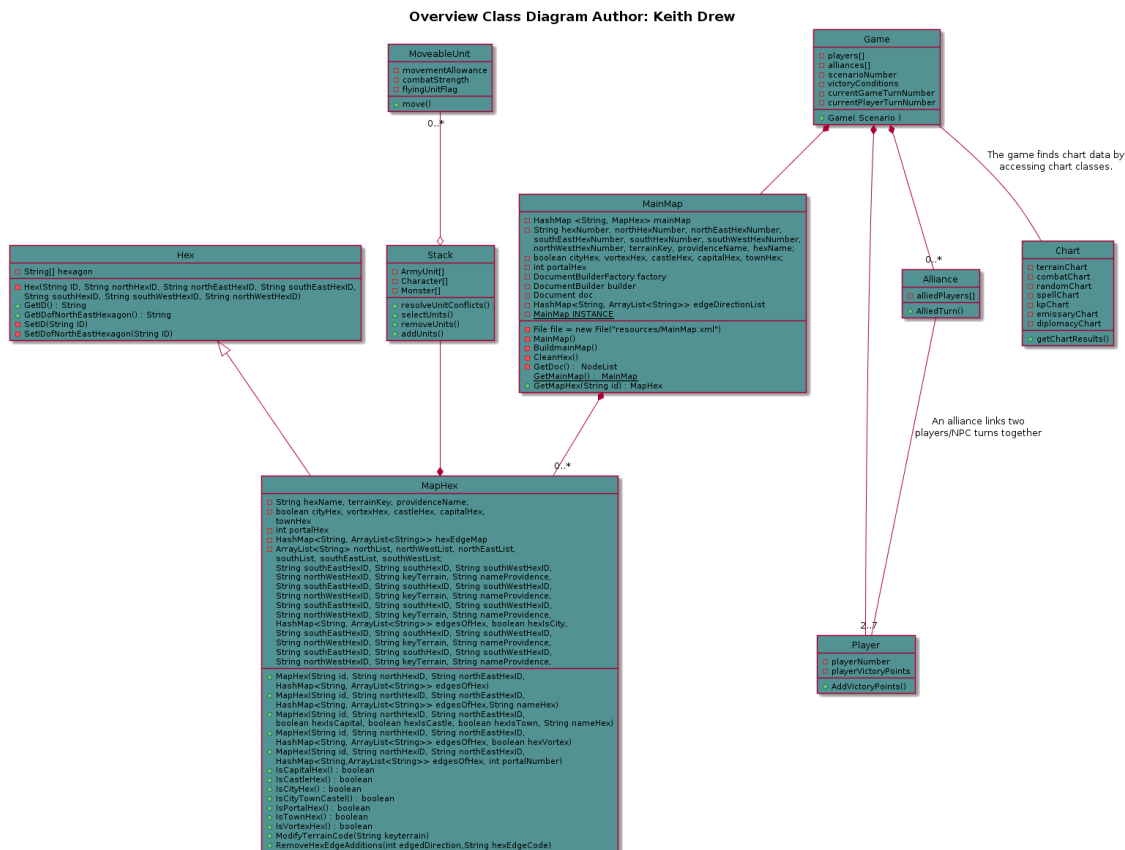 Overview Class Diagram Author: Keith Drew
MoveableUnit
movementAllowance
combatStrength
flyingUnitFlag
move()
0..*
Game
players[]
alliances[]
scenarioNumber
victoryConditions
currentGameTurnNumber
currentPlayerTurnNumber
Game( Scenario )
The game finds chart data by
accessing chart classes.
Hex
String[] hexagon
Hex(String ID, String northHexID, String northEastHexID, String southEastHexID,
String southHexID, String southWestHexID, String northWestHexID)
GetID() : String
GetIDofNorthEastHexagon() : String
SetID(String ID)
SetIDofNorthEastHexagon(String ID)
Stack
ArmyUnit[]
Character[]
Monster[]
resolveUnitConflicts()
selectUnits()
removeUnits()
addUnits()
MainMap
HashMap <String, MapHex> mainMap
String hexNumber, northHexNumber, northEastHexNumber,
southEastHexNumber, southHexNumber, southWestHexNumber,
northWestHexNumber, terrainKey, providenceName, hexName;
boolean cityHex, vortexHex, castleHex, capitalHex, townHex;
int portalHex
DocumentBuilderFactory factory
DocumentBuilder builder
Document doc
HashMap<String, ArrayList<String>> edgeDirectionList
MainMap INSTANCE
File file = new File("resources/MainMap.xml")
MainMap()
BuildmainMap()
CleanHex()
GetDoc() : NodeList
GetMainMap() : MainMap
GetMapHex(String id) : MapHex
0..*
Alliance
alliedPlayers[]
AlliedTurn()
Chart
terrainChart
combatChart
randomChart
spellChart
kpChart
emissaryChart
diplomacyChart
getChartResults()
An alliance links two
players/NPC turns together
0..*
MapHex
String hexName, terrainKey, providenceName;
boolean cityHex, vortexHex, castleHex, capitalHex,
townHex
int portalHex
HashMap<String, ArrayList<String>> hexEdgeMap
ArrayList<String> northList, northWestList, northEastList,
southList, southEastList, southWestList;
String southEastHexID, String southHexID, String southWestHexID,
String northWestHexID, String keyTerrain, String nameProvidence,
String southEastHexID, String southHexID, String southWestHexID,
String northWestHexID, String keyTerrain, String nameProvidence,
String southEastHexID, String southHexID, String southWestHexID,
String northWestHexID, String keyTerrain, String nameProvidence,
HashMap<String, ArrayList<String>> edgesOfHex, boolean hexIsCity,
String southEastHexID, String southHexID, String southWestHexID,
String northWestHexID, String keyTerrain, String nameProvidence,
String southEastHexID, String southHexID, String southWestHexID,
String northWestHexID, String keyTerrain, String nameProvidence,
MapHex(String id, String northHexID, String northEastHexID,
HashMap<String, ArrayList<String>> edgesOfHex)
MapHex(String id, String northHexID, String northEastHexID,
HashMap<String, ArrayList<String>> edgesOfHex,String nameHex)
MapHex(String id, String northHexID, String northEastHexID,
boolean hexIsCapital, boolean hexIsCastle, boolean hexIsTown, String nameHex)
MapHex(String id, String northHexID, String northEastHexID,
HashMap<String, ArrayList<String>> edgesOfHex, boolean hexVortex)
MapHex(String id, String northHexID, String northEastHexID,
HashMap<String,ArrayList<String>> edgesOfHex, int portalNumber)
IsCapitalHex() : boolean
IsCastleHex() : boolean
IsCityHex() : boolean
IsCityTownCastel() : boolean
IsPortalHex() : boolean
IsTownHex() : boolean
IsVortexHex() : boolean
ModifyTerrainCode(String keyterrain)
RemoveHexEdgeAdditions(int edgedDirection,String hexEdgeCode)
2..7
Player
playerNumber
playerVictoryPoints
AddVictoryPoints()